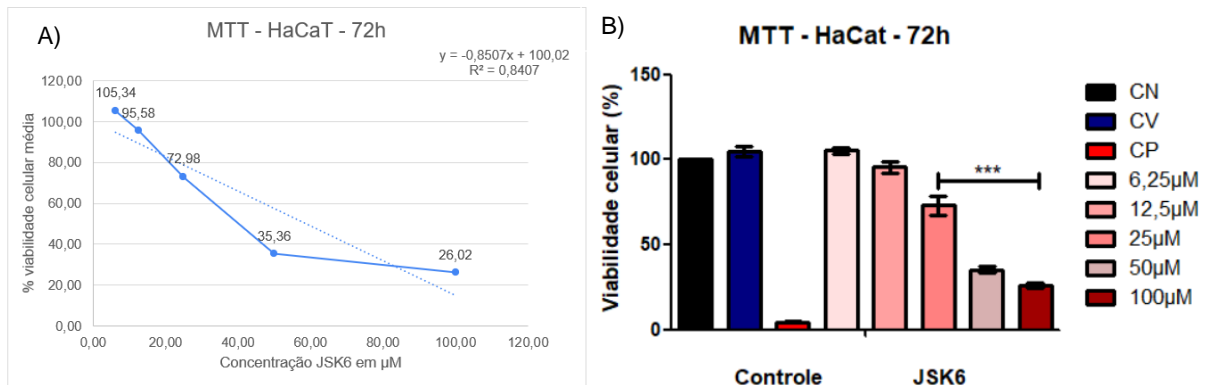 A)
MTT - HaCaT - 72h
y = -0,8507x + 100,02
R² = 0,8407
120,00
100,00
80,00
60,00
40,00
20,00
0,00
105,34
95,58
72,98
35,36
26,02
0,00 20,00 40,00 60,00 80,00 100,00 120,00
% viabilidade celular média
Concentração JSK6 em µM
B)
MTT - HaCat - 72h
Viabilidade celular (%)
150
100
50
0
***
Controle JSK6
CN
CV
CP
6,25µM
12,5µM
25µM
50µM
100µM